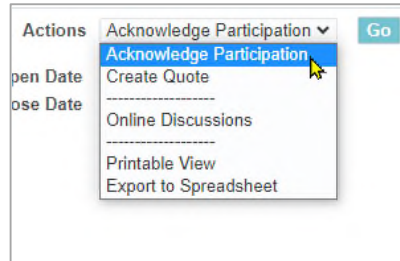 Actions Acknowledge Participation Go
Acknowledge Participation
pen Date Create Quote
ose Date -------------------
Online Discussions
-------------------
Printable View
Export to Spreadsheet